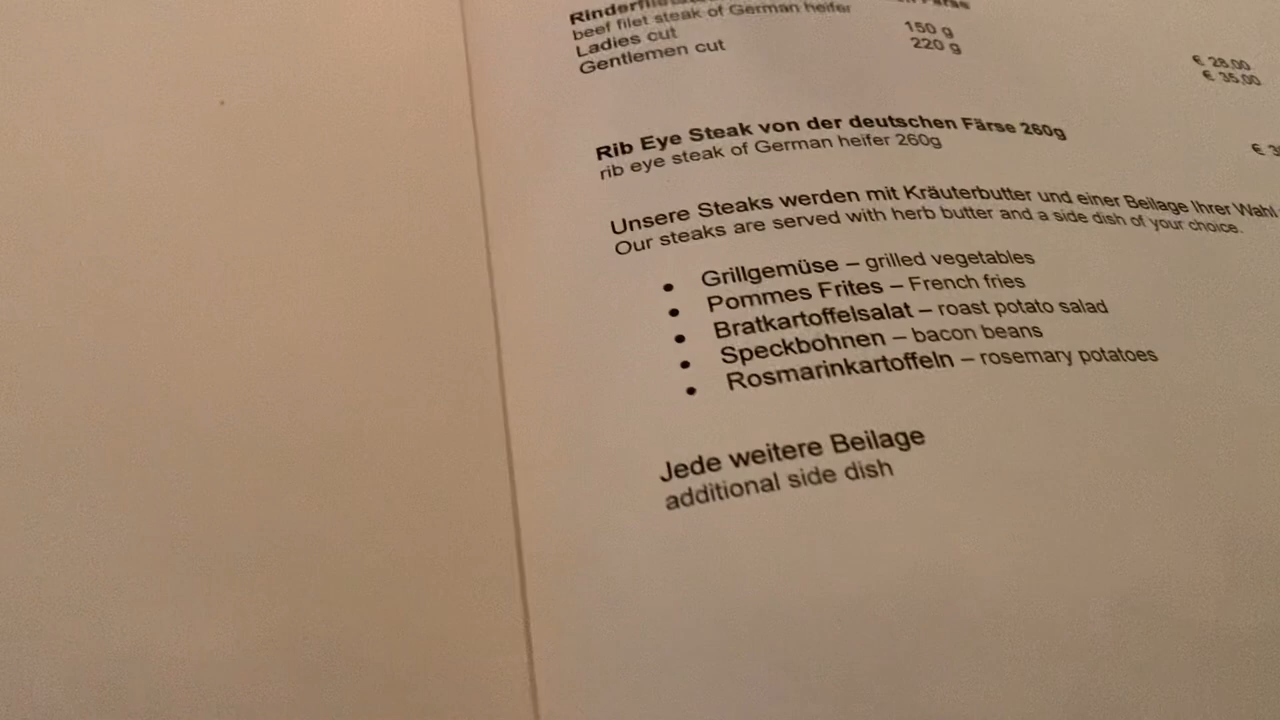 beef filet steak of German heifer
Ladies cut 150 g € 28,00
Gentlemen cut 220 g € 35,00
Rib Eye Steak von der deutschen Färse 260g
rib eye steak of German heifer 260g €
Unsere Steaks werden mit Kräuterbutter und einer Beilage Ihrer Wahl
Our steaks are served with herb butter and a side dish of your choice.
• Grillgemüse – grilled vegetables
• Pommes Frites – French fries
• Bratkartoffelsalat – roast potato salad
• Speckbohnen – bacon beans
• Rosmarinkartoffeln – rosemary potatoes
Jede weitere Beilage
additional side dish